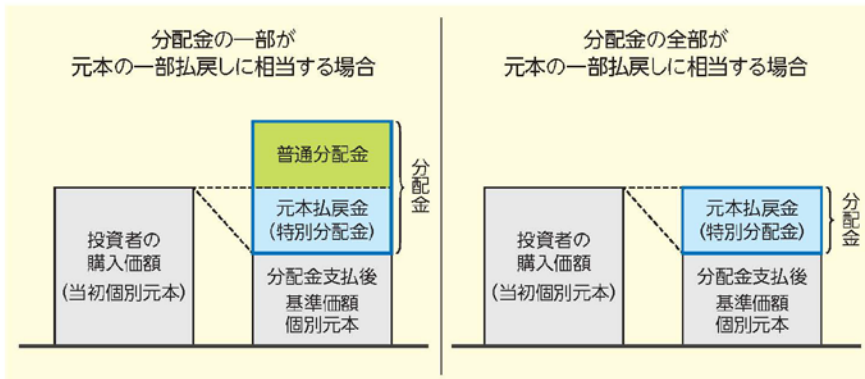 分配金の一部が
元本の一部払戻しに相当する場合
普通分配金
元本払戻金
(特別分配金)
分配金
投資者の
購入価額
(当初個別元本)
分配金支払後
基準価額
個別元本
分配金の全部が
元本の一部払戻しに相当する場合
元本払戻金
(特別分配金)
分配金
投資者の
購入価額
(当初個別元本)
分配金支払後
基準価額
個別元本